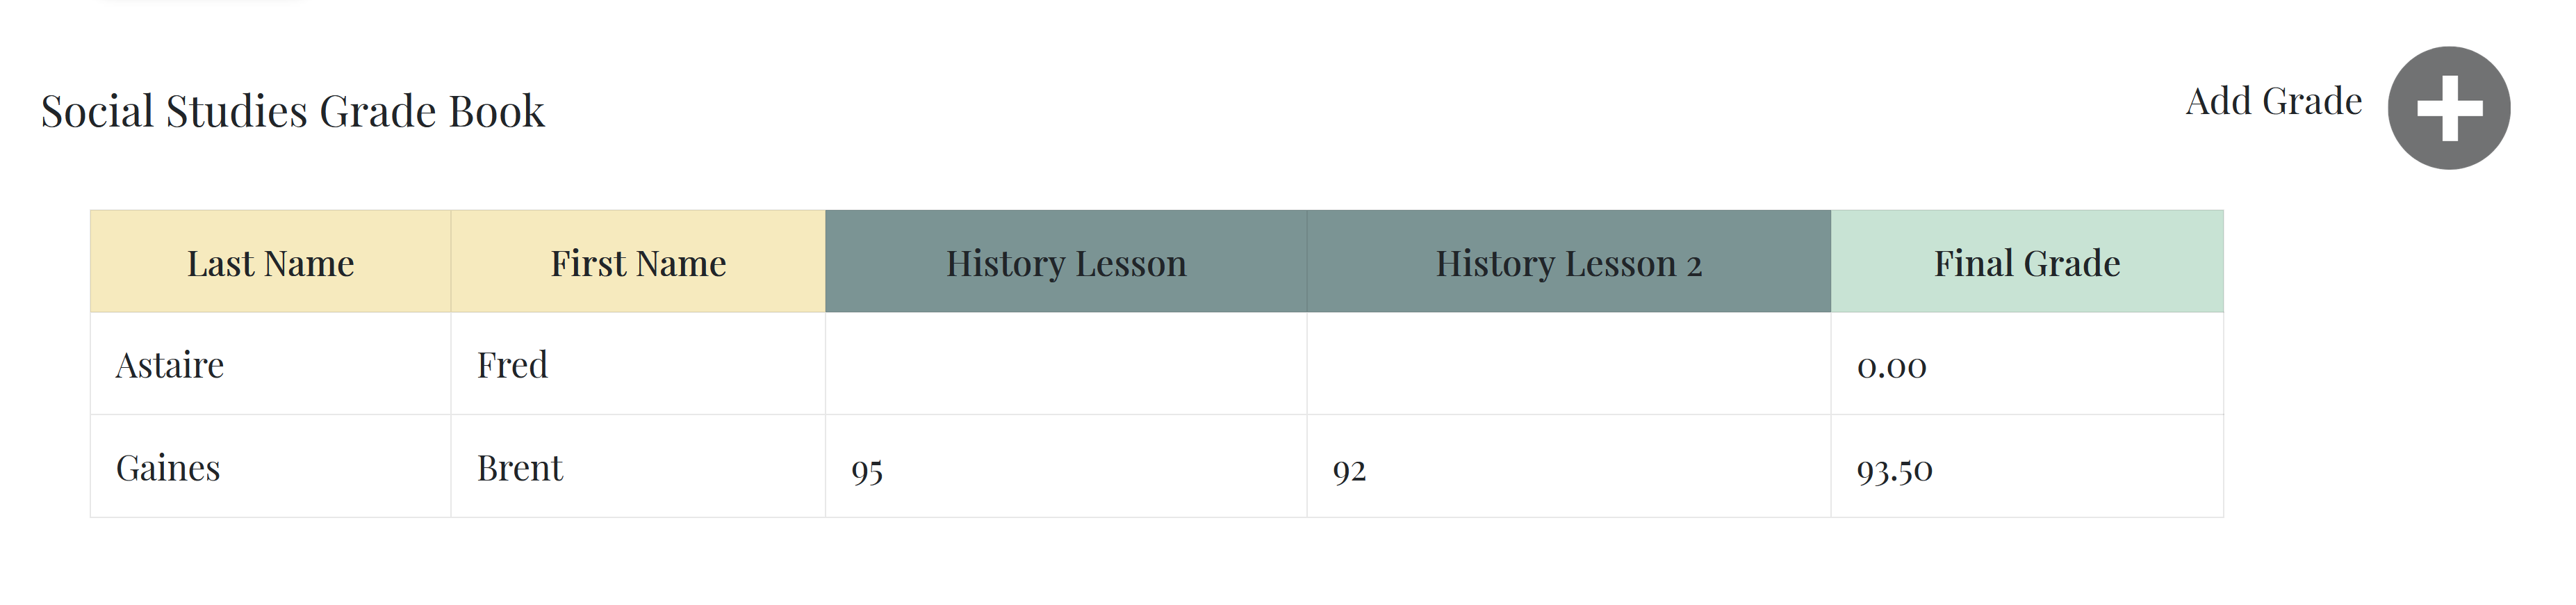 Social Studies Grade Book
Add Grade
Last Name First Name History Lesson History Lesson 2 Final Grade
Astaire Fred 0.00
Gaines Brent 95 92 93.50